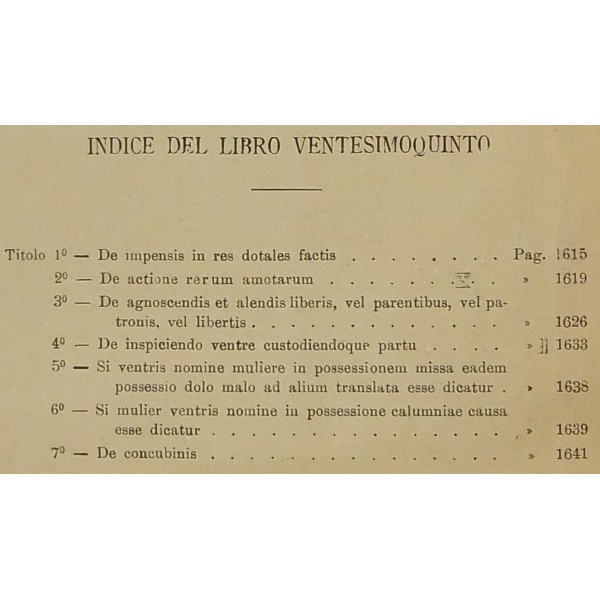 INDICE DEL LIBRO VENTESIMOQUINTO
Titolo 1º — De impensis in res dotales factis . . . . . . . . Pag. 1615
2º — De actione rerum amotarum . . . . . . . . . » 1619
3º — De agnoscendis et alendis liberis, vel parentibus, vel pa-
tronis, vel libertis . . . . . . . . . . . . . » 1626
4º — De inspiciendo ventre custodiendoque partu . . . . » 1633
5º — Si ventris nomine muliere in possessionem missa eadem
possessio dolo malo ad alium translata esse dicatur . » 1638
6º — Si mulier ventris nomine in possessione calumniae causa
esse dicatur . . . . . . . . . . . . . . . » 1639
7º — De concubinis . . . . . . . . . . . . . . . » 1641